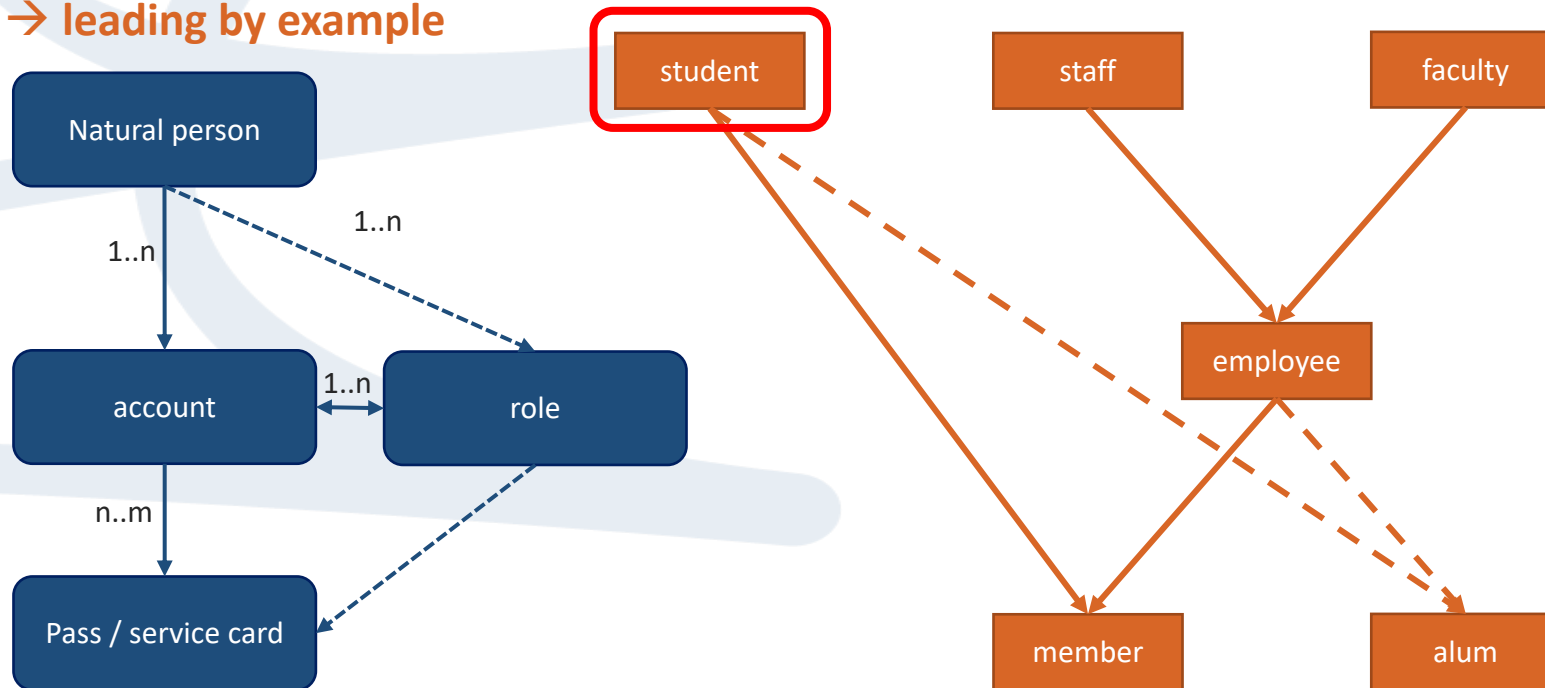 → leading by example
student
staff
faculty
Natural person
1..n
1..n
employee
account
1..n
role
n..m
Pass / service card
member
alum